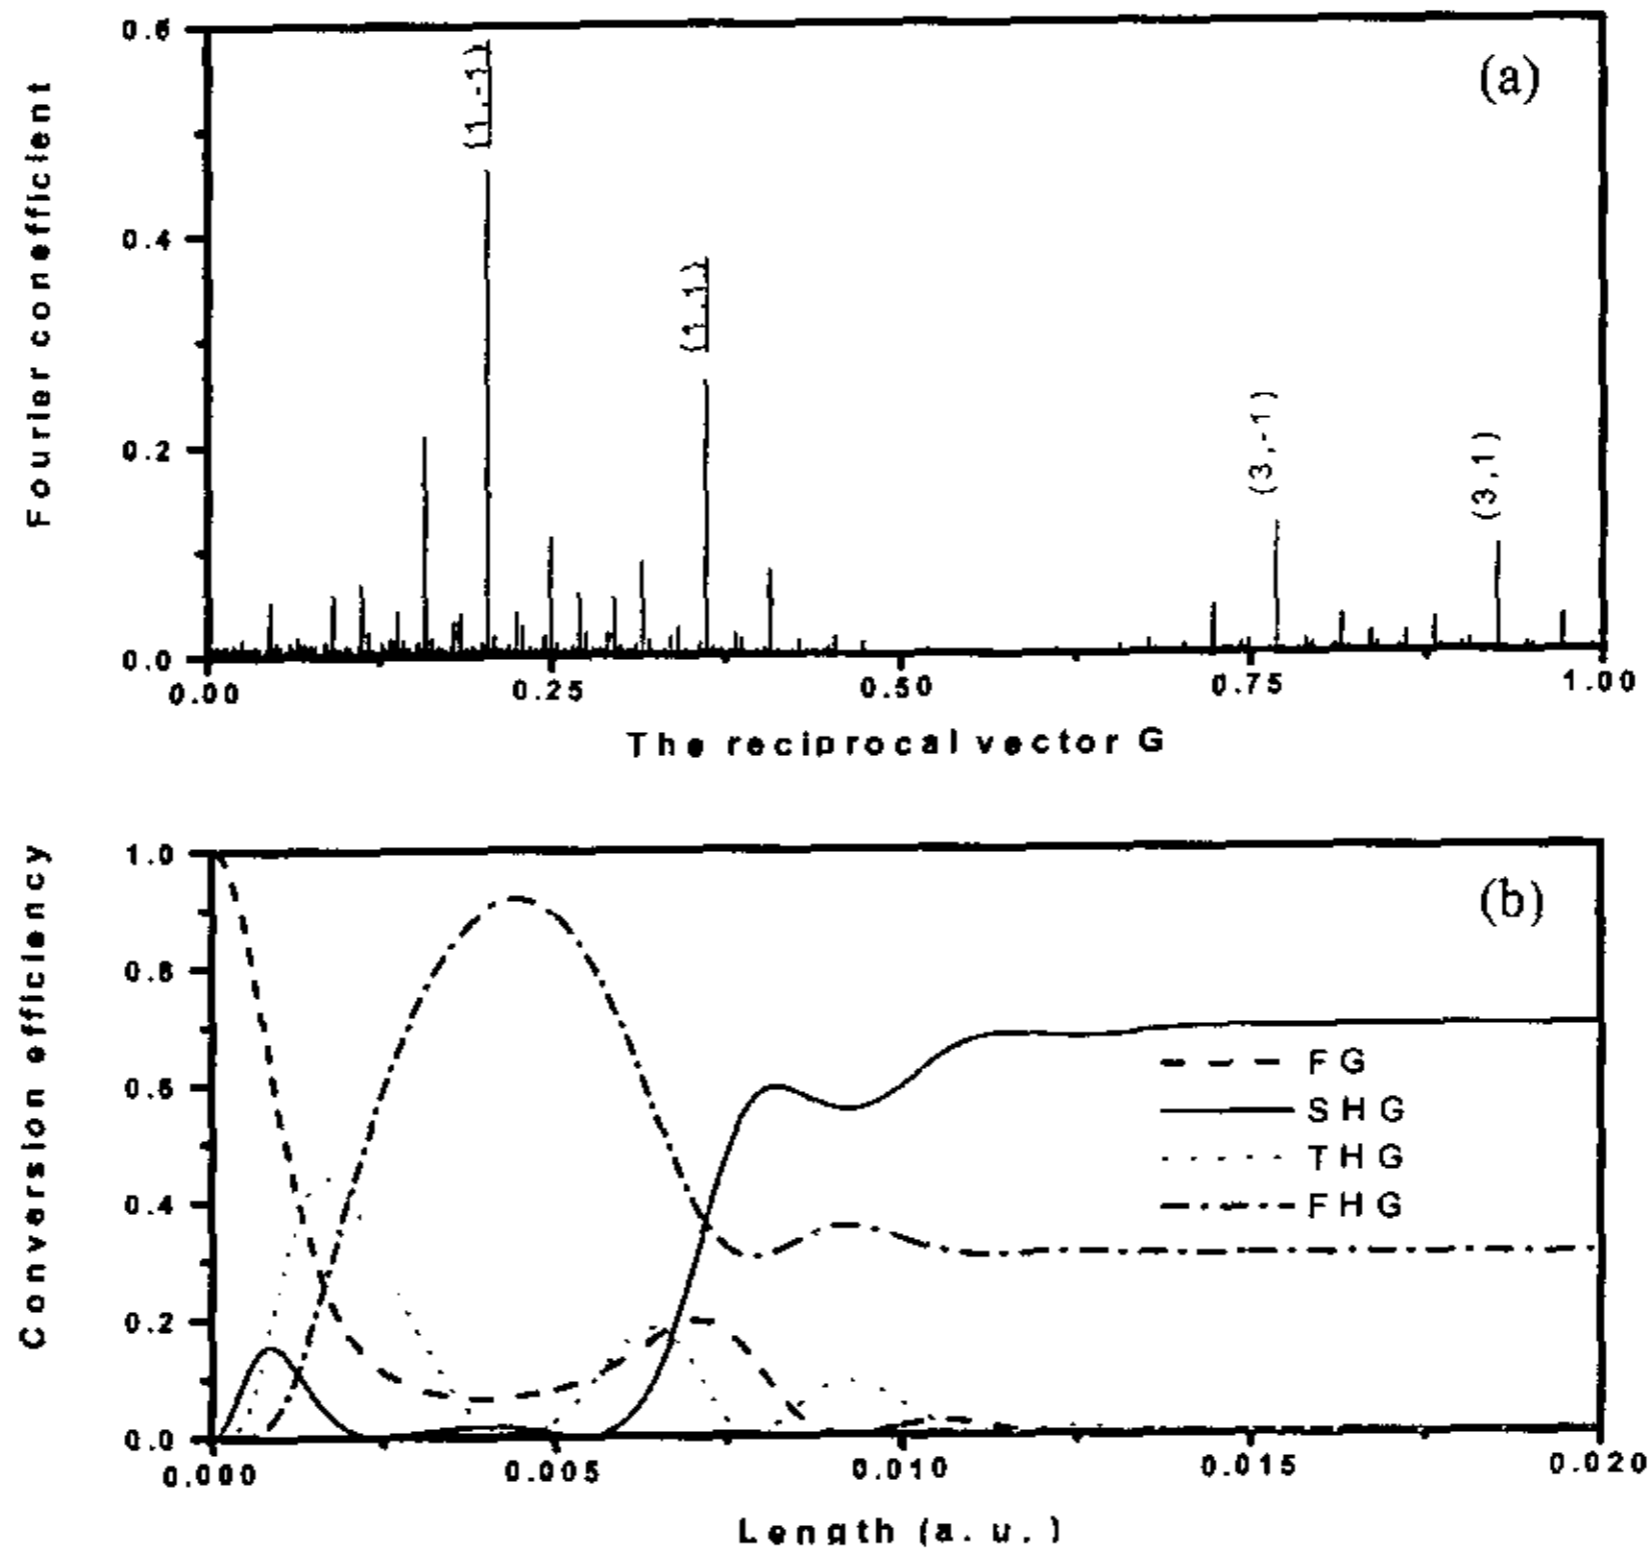 (a)
Fourier conefficient
0.6
0.4
0.2
0.0
(1,-1)
(1,1)
(3,-1)
(3,1)
0.00 0.25 0.50 0.75 1.00
The reciprocal vector G
(b)
Conversion efficiency
1.0
0.8
0.6
0.4
0.2
0.0
FG
SHG
THG
FHG
0.000 0.005 0.010 0.015 0.020
Length (a. u. )